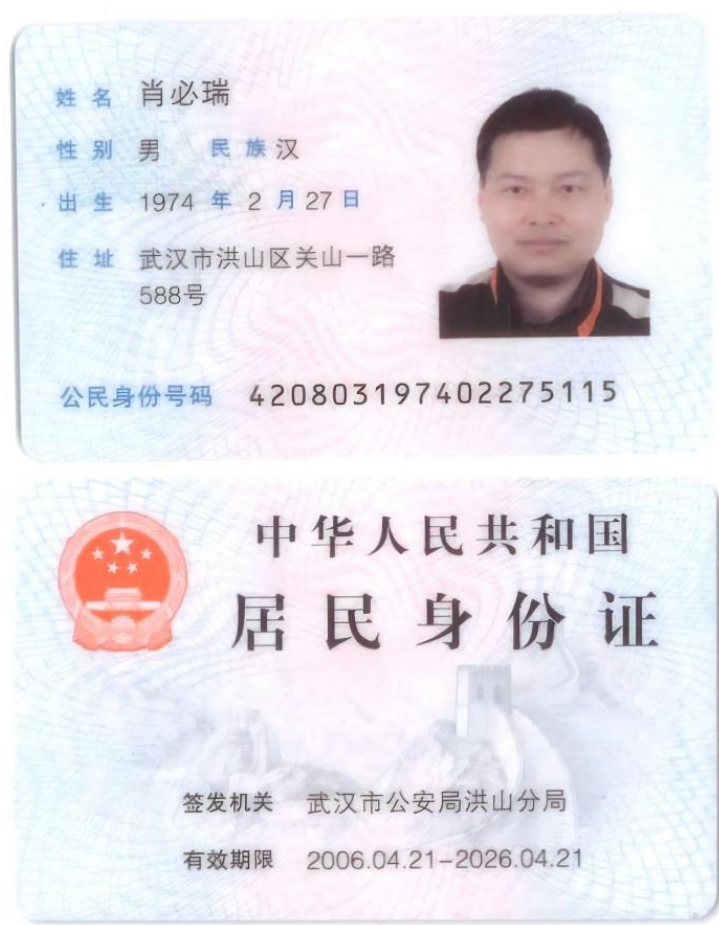 姓名 肖必瑞
性别 男 民族 汉
出生 1974 年 2 月 27 日
住址 武汉市洪山区关山一路
588号
公民身份号码 420803197402275115
中华人民共和国
居民身份证
签发机关 武汉市公安局洪山分局
有效期限 2006.04.21-2026.04.21